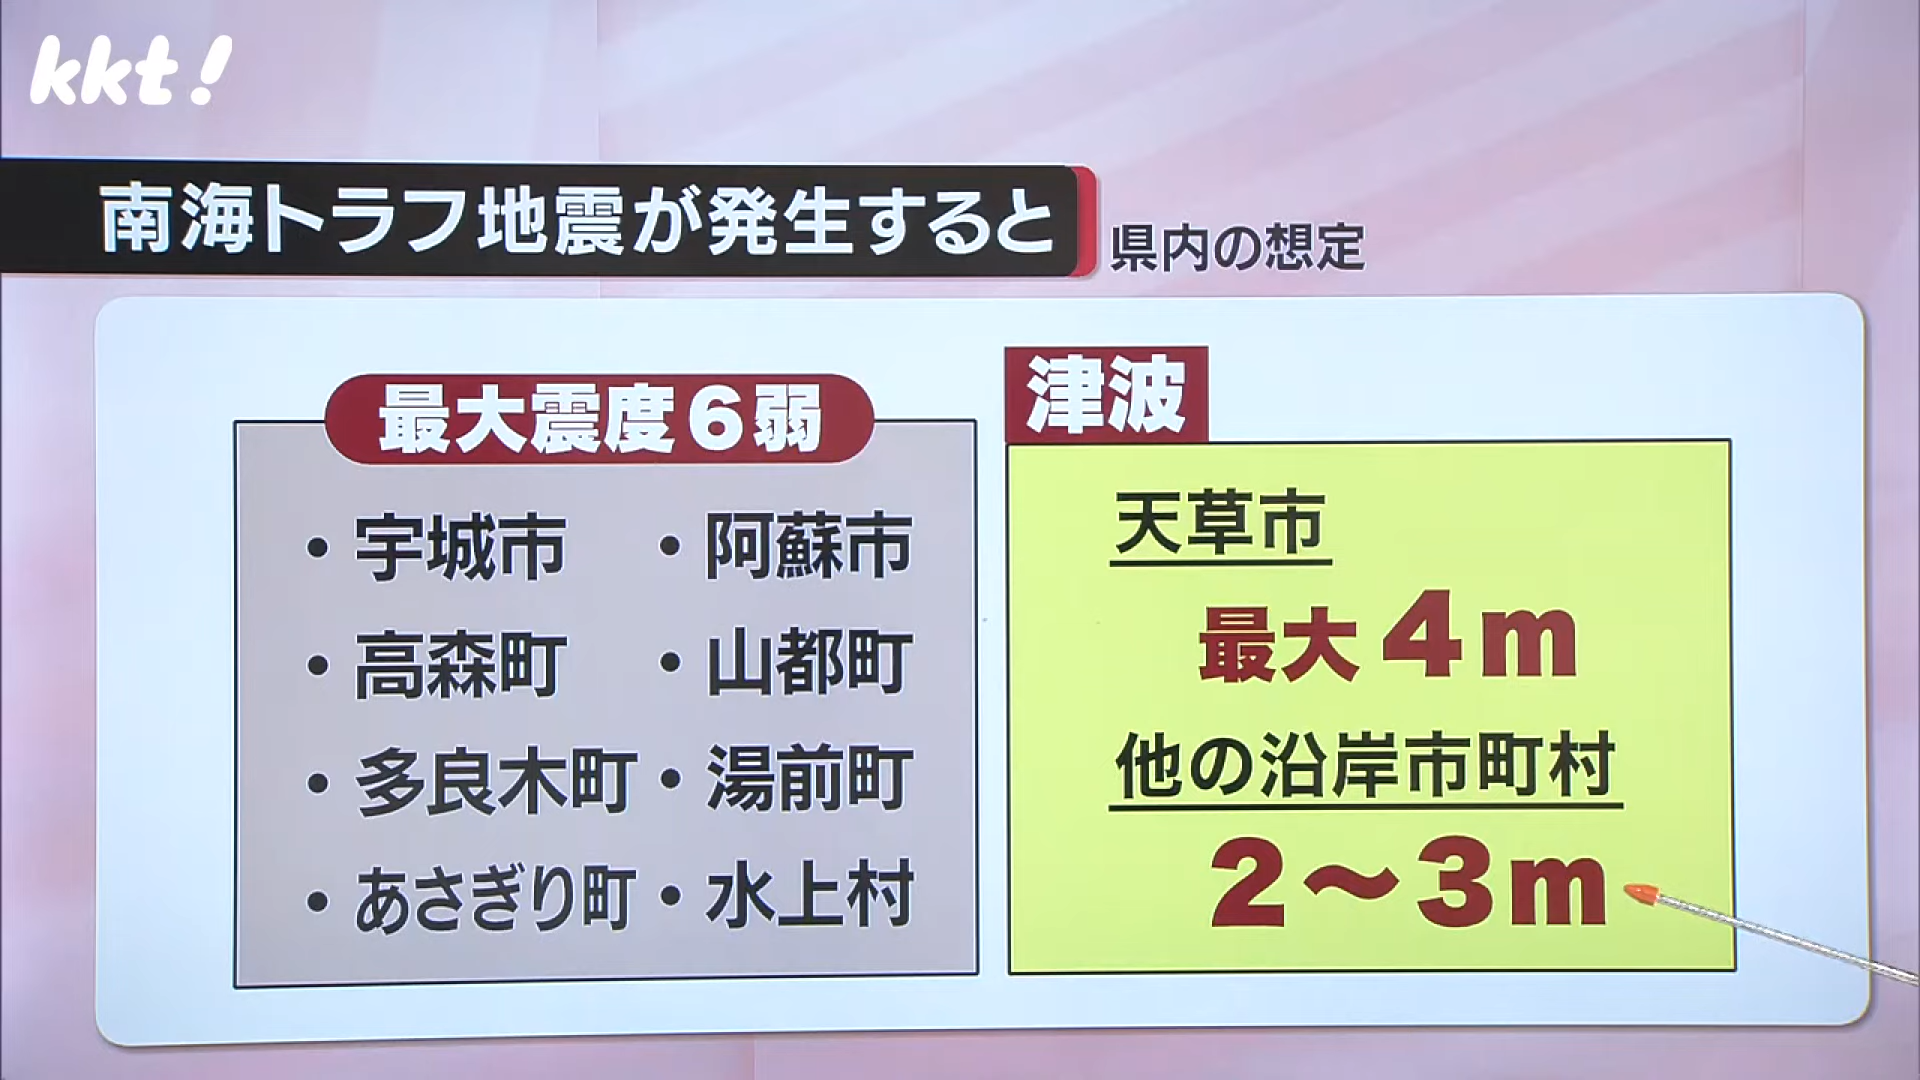 kkt!
南海トラフ地震が発生すると
県内の想定
最大震度6弱
・宇城市
・阿蘇市
・高森町
・山都町
・多良木町
・湯前町
・あさぎり町
・水上村
津波
天草市
最大4m
他の沿岸市町村
2〜3m